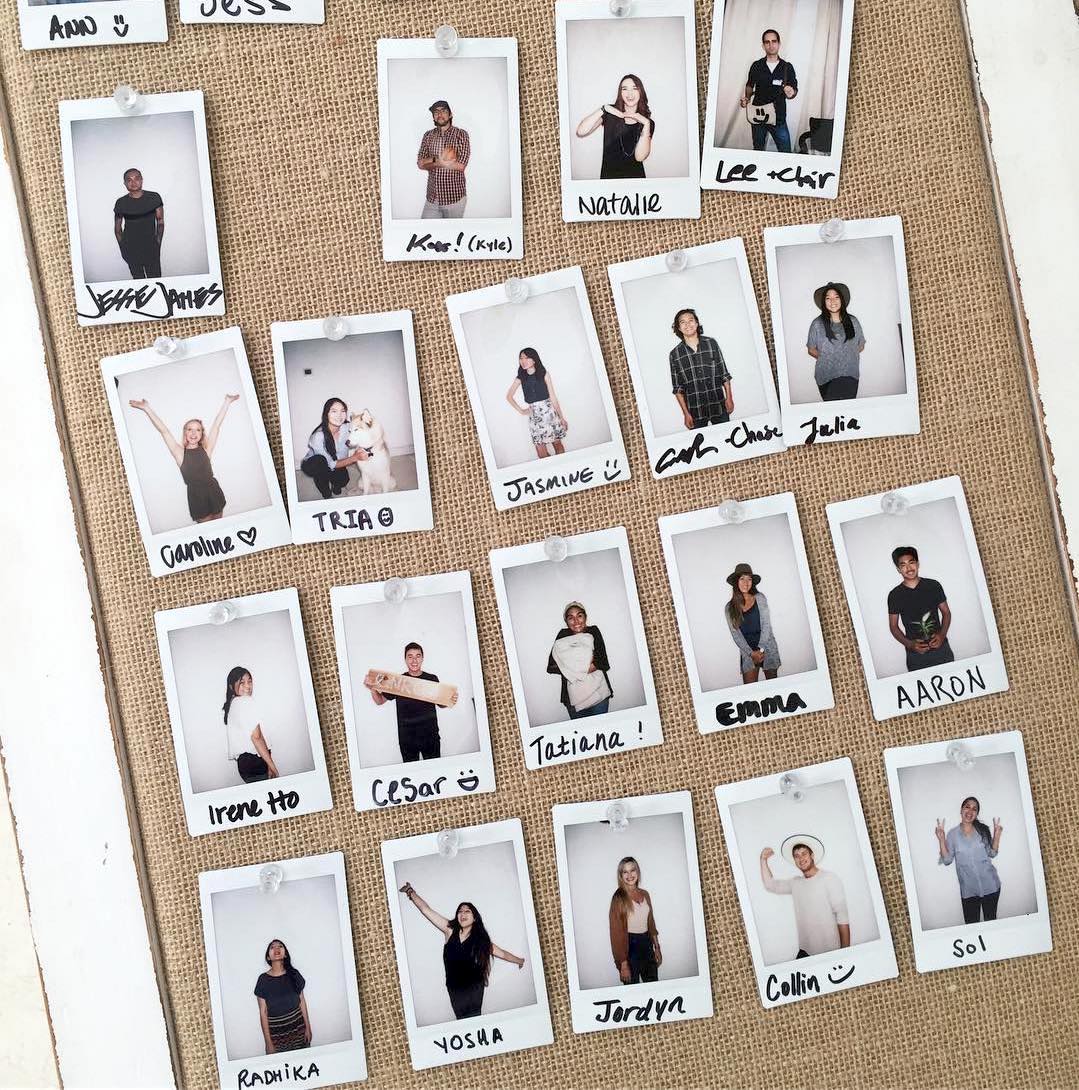 ANN
Jess
Natalie
LEE + Chair
(Kyle)
JESSE JAMES
Julia
- Chase
JASMINE
TRIA
Caroline
AARON
EMMA
Tatiana !
Cesar
Irene Ho
Sol
Collin
Jordyn
YOSHA
RADHIKA